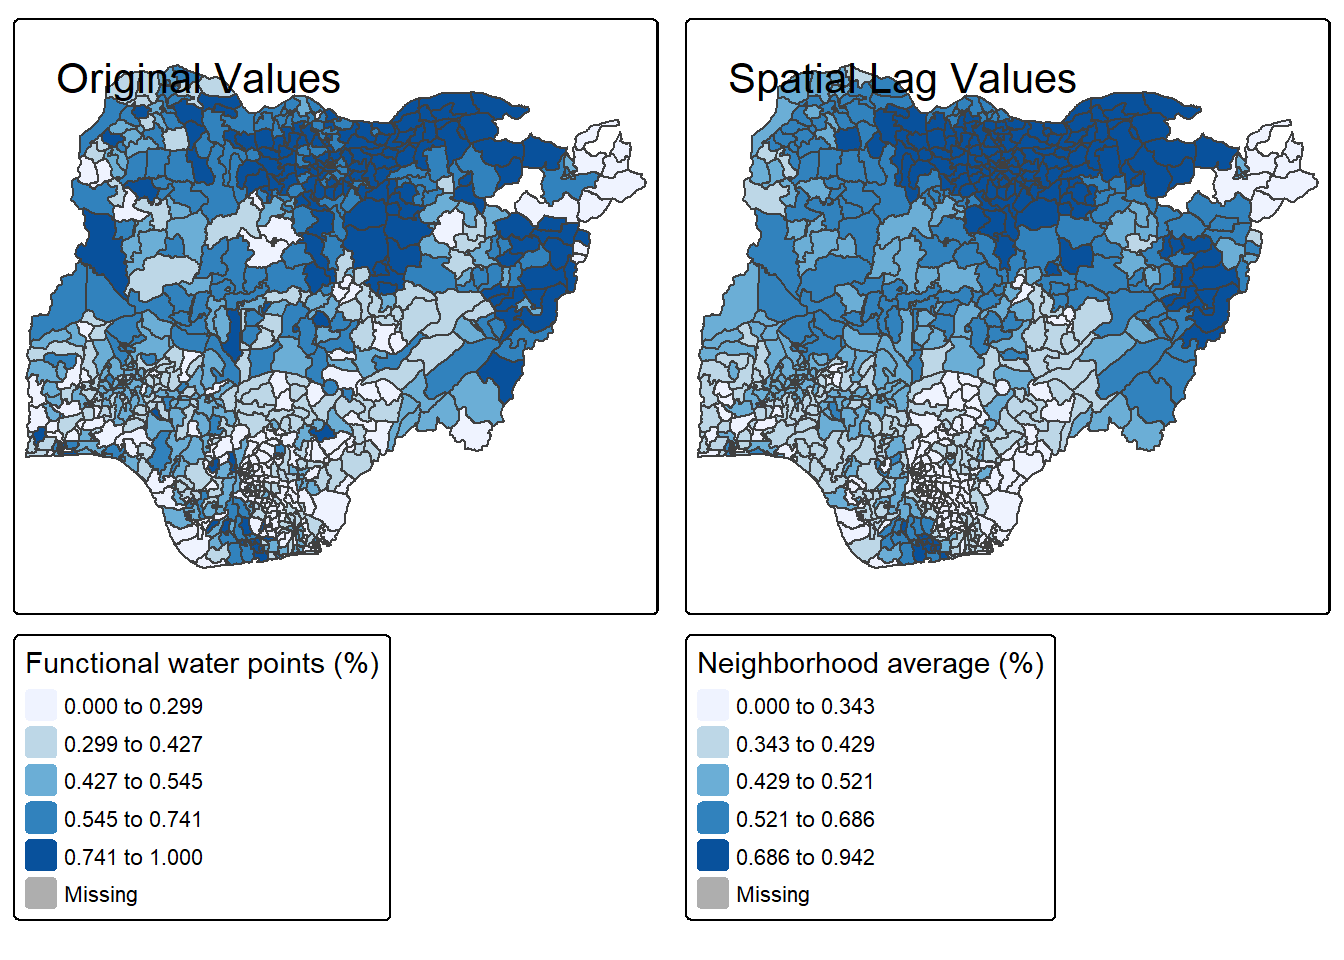 Original Values
Spatial Lag Values
Functional water points (%)
0.000 to 0.299
0.299 to 0.427
0.427 to 0.545
0.545 to 0.741
0.741 to 1.000
Missing
Neighborhood average (%)
0.000 to 0.343
0.343 to 0.429
0.429 to 0.521
0.521 to 0.686
0.686 to 0.942
Missing